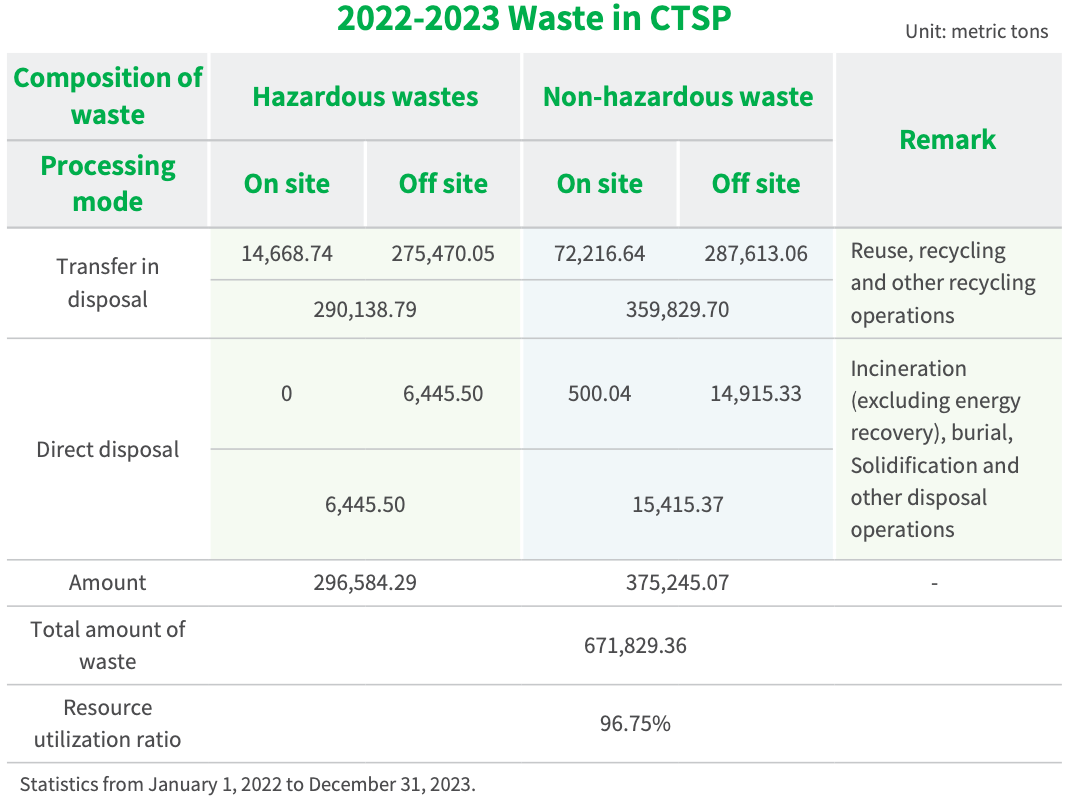 2022-2023 Waste in CTSP
Unit: metric tons
Composition of
waste
Hazardous wastes
Non-hazardous waste
Remark
Processing
mode
On site
Off site
On site
Off site
Transfer in
disposal
14,668.74
275,470.05
72,216.64
287,613.06
290,138.79
359,829.70
Reuse, recycling
and other recycling
operations
Direct disposal
0
6,445.50
500.04
14,915.33
6,445.50
15,415.37
Incineration
(excluding energy
recovery), burial,
Solidification and
other disposal
operations
Amount
296,584.29
375,245.07
-
Total amount of
waste
671,829.36
Resource
utilization ratio
96.75%
Statistics from January 1, 2022 to December 31, 2023.